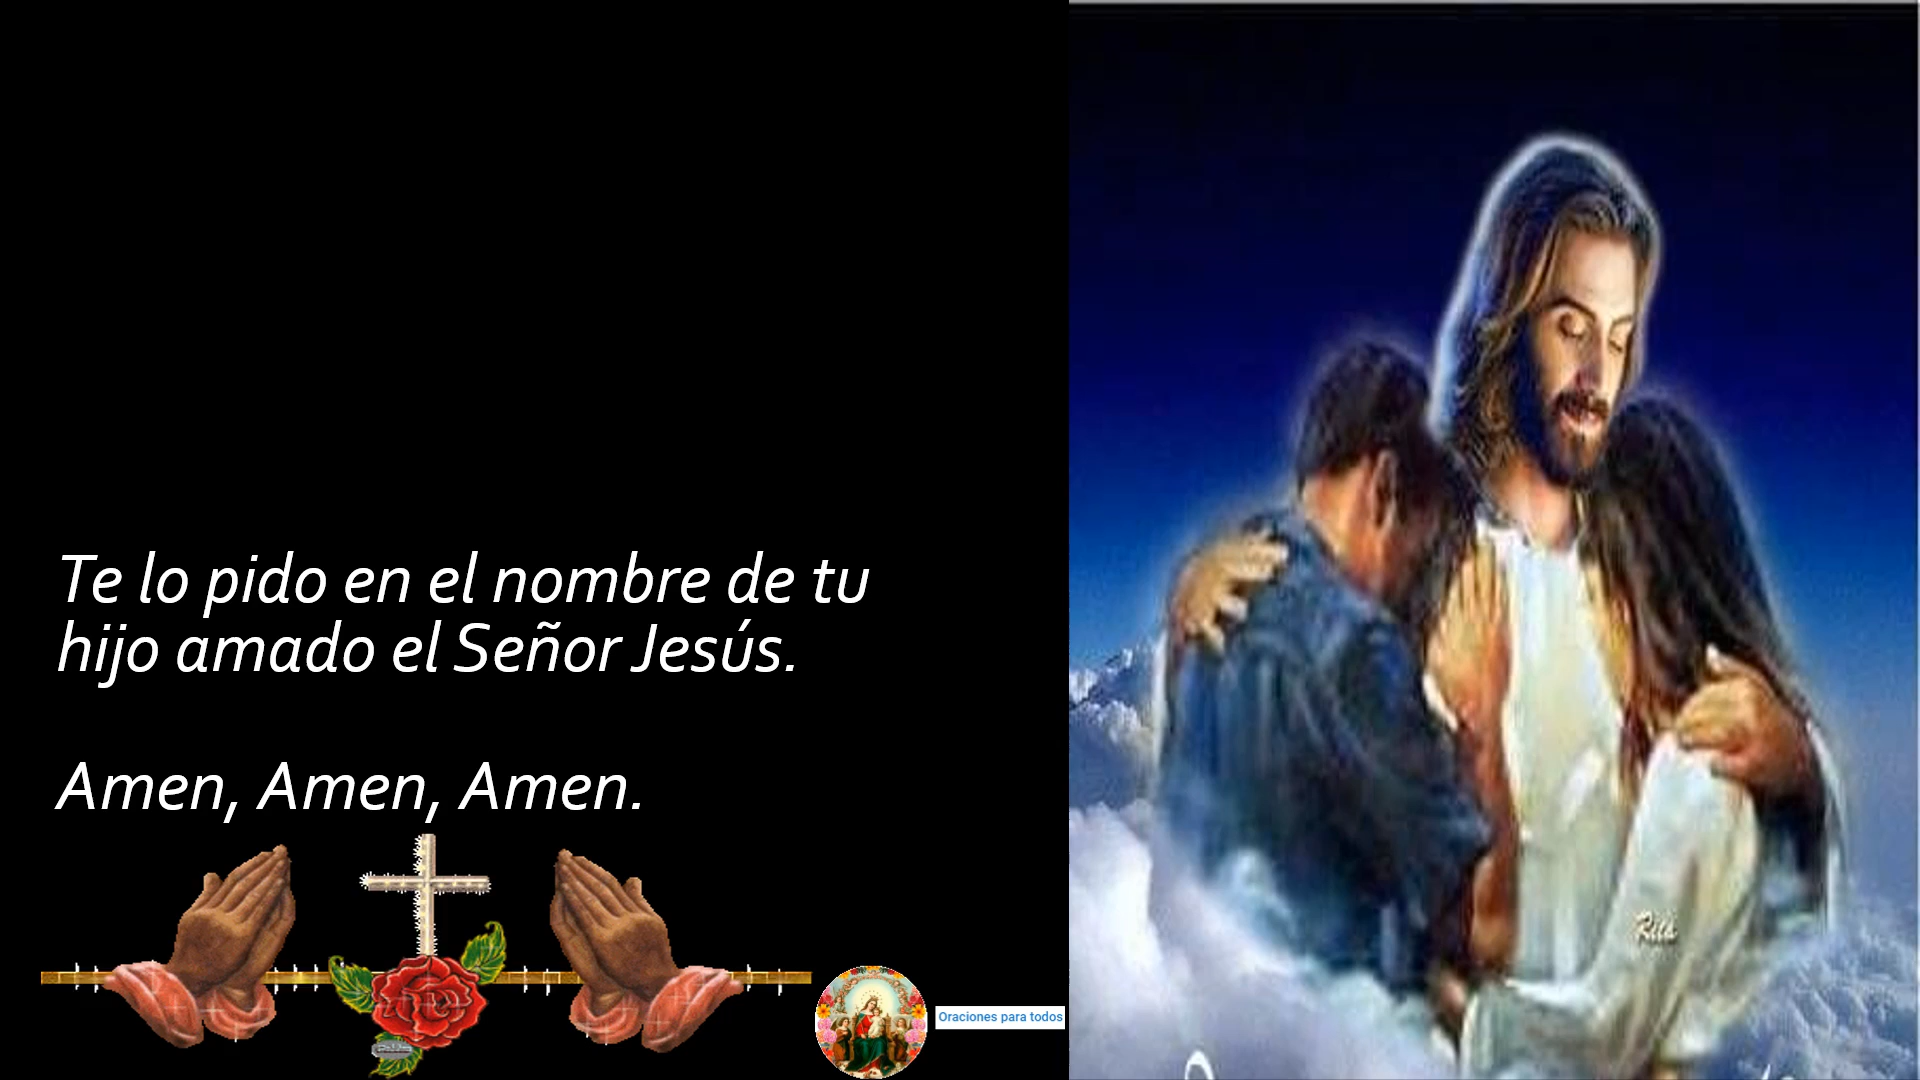 Te lo pido en el nombre de tu
hijo amado el Señor Jesús.
Amen, Amen, Amen.
Oraciones para todos
Rita